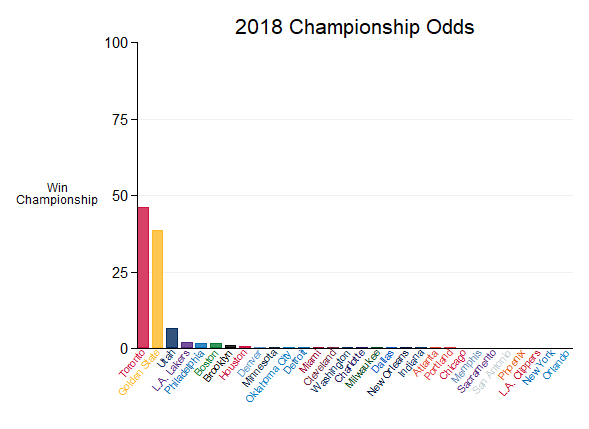 2018 Championship Odds
100
75
50
25
0
Win
Championship
Toronto
Golden State
Utah
L.A. Lakers
Philadelphia
Boston
Brooklyn
Houston
Denver
Minnesota
Oklahoma City
Detroit
Miami
Cleveland
Washington
Charlotte
Milwaukee
Dallas
New Orleans
Indiana
Atlanta
Portland
Chicago
Memphis
Sacramento
San Antonio
Phoenix
L.A. Clippers
New York
Orlando